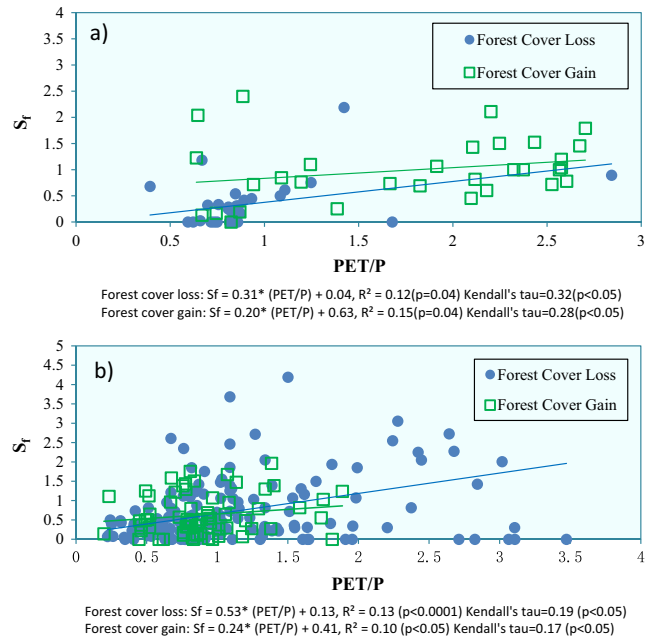 a)
Forest Cover Loss
Forest Cover Gain
4
3.5
3
2.5
2
1.5
1
0.5
0
S_f
0 0.5 1 1.5 2 2.5 3
PET/P
Forest cover loss: Sf = 0.31* (PET/P) + 0.04, R² = 0.12(p=0.04) Kendall's tau=0.32(p<0.05)
Forest cover gain: Sf = 0.20* (PET/P) + 0.63, R² = 0.15(p=0.04) Kendall's tau=0.28(p<0.05)
b)
Forest Cover Loss
Forest Cover Gain
5
4.5
4
3.5
3
2.5
2
1.5
1
0.5
0
S_f
0 0.5 1 1.5 2 2.5 3 3.5 4
PET/P
Forest cover loss: Sf = 0.53* (PET/P) + 0.13, R² = 0.13 (p<0.0001) Kendall's tau=0.19 (p<0.05)
Forest cover gain: Sf = 0.24* (PET/P) + 0.41, R² = 0.10 (p<0.05) Kendall's tau=0.17 (p<0.05)